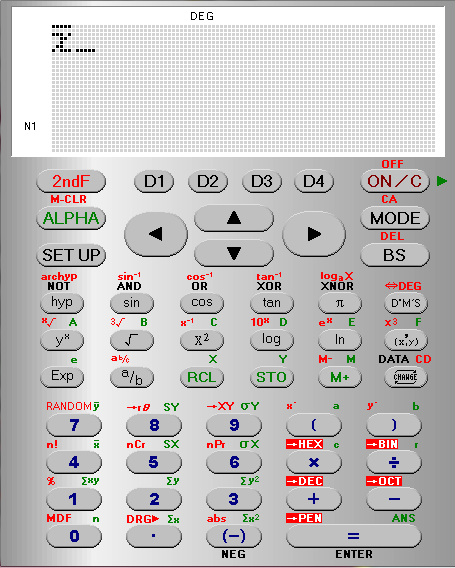 DEG
N1
OFF
2ndF D1 D2 D3 D4 ON/C
M-CLR CA
ALPHA ◀ ▲ ▶ MODE
DEL
SET UP ▼ BS
archyp sin⁻¹ cos⁻¹ tan⁻¹ logₐX ⇔DEG
NOT AND OR XOR XNOR
hyp sin cos tan π D°M'S
ˣ√ A 3√ B x⁻¹ C 10ˣ D eˣ E x³ F
yˣ √ X² log ln (x,y)
e a b/c X Y M- M DATA CD
Exp a/b RCL STO M+ CHANGE
RANDOM ȳ →rθ SY →XY σY x' a y' b
7 8 9 ( )
n! x̄ nCr SX nPr σX →HEX c →BIN r
4 5 6 × ÷
% Σxy Σy Σy² →DEC →OCT
1 2 3 + −
MDF n DRG▶ Σx abs Σx² →PEN ANS
0 · (−) =
NEG ENTER